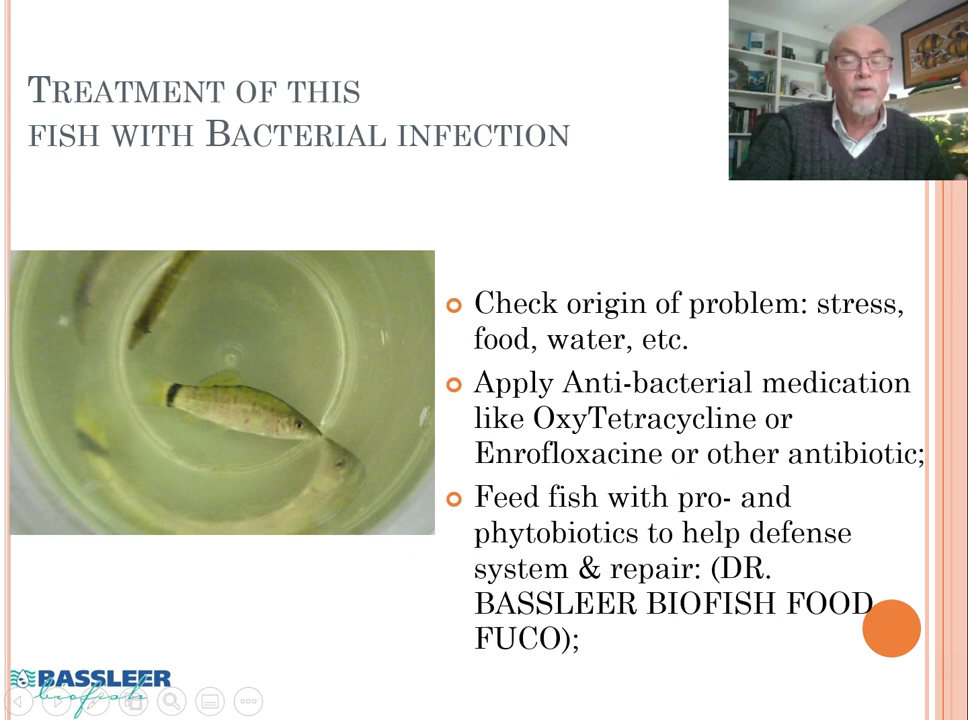 Treatment of this
fish with Bacterial infection
Check origin of problem: stress,
food, water, etc.
Apply Anti-bacterial medication
like OxyTetracycline or
Enrofloxacine or other antibiotic;
Feed fish with pro- and
phytobiotics to help defense
system & repair: (DR.
BASSLEER BIOFISH FOOD
FUCO);
BASSLEER
biofish